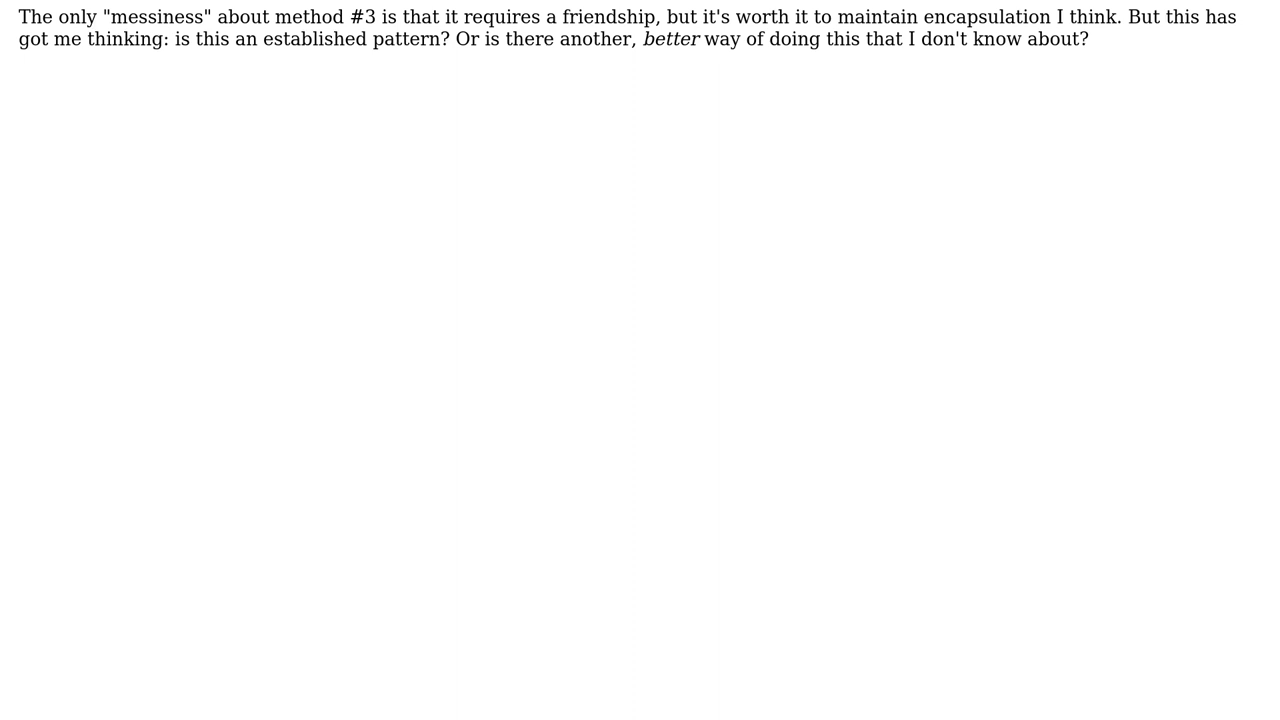 The only "messiness" about method #3 is that it requires a friendship, but it's worth it to maintain encapsulation I think. But this has
got me thinking: is this an established pattern? Or is there another, better way of doing this that I don't know about?